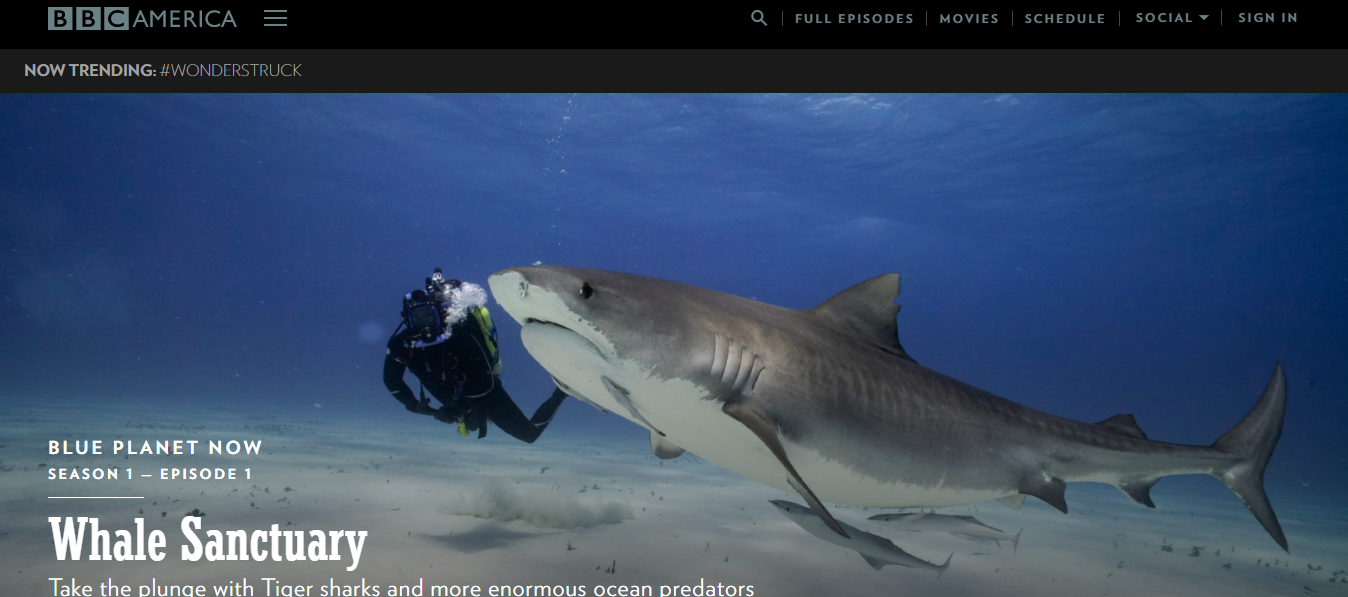 BBC AMERICA
FULL EPISODES MOVIES SCHEDULE SOCIAL SIGN IN
NOW TRENDING: #WONDERSTRUCK
BLUE PLANET NOW
SEASON 1 — EPISODE 1
Whale Sanctuary
Take the plunge with Tiger sharks and more enormous ocean predators